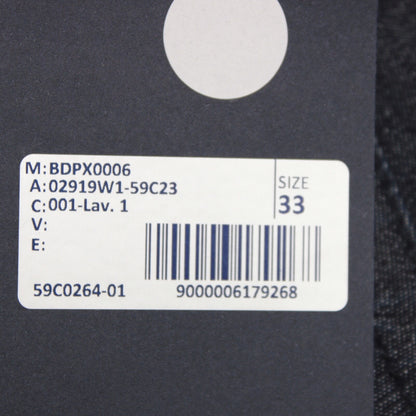 M: BDPX0006
A: 02919W1-59C23
C: 001-Lav. 1
V:
E:
SIZE
33
59C0264-01
9000006179268